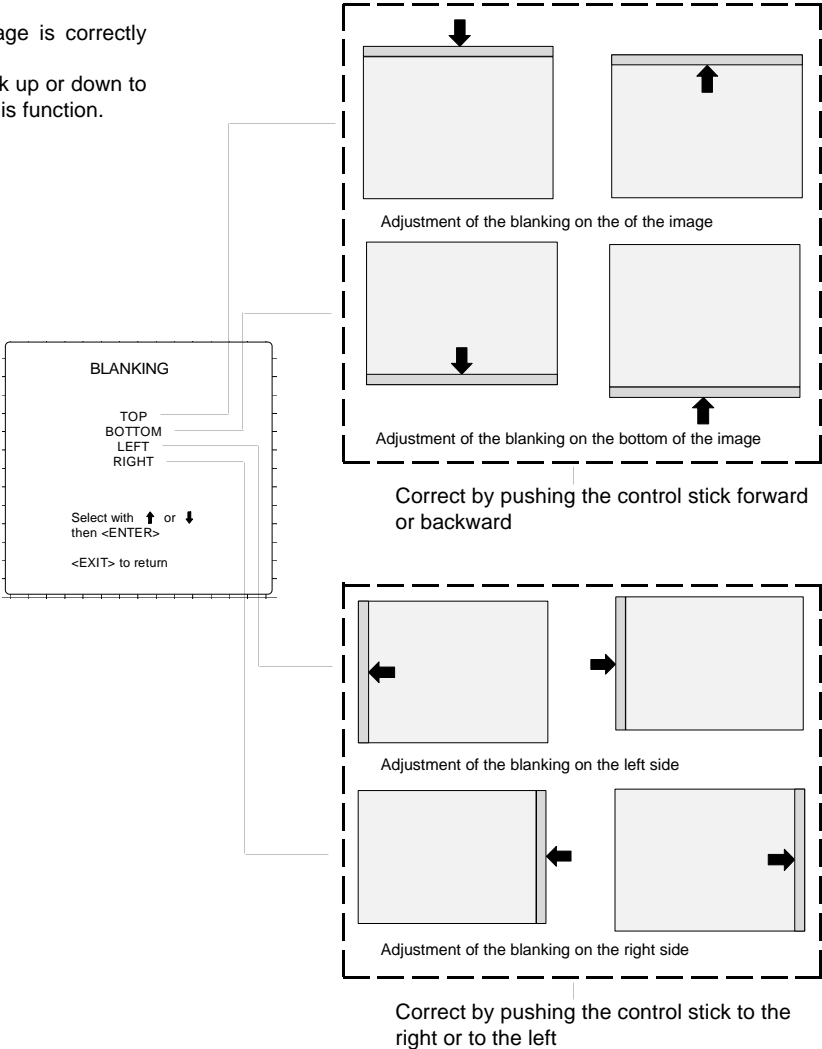 age is correctly
k up or down to
is function.
Adjustment of the blanking on the of the image
Adjustment of the blanking on the bottom of the image
Correct by pushing the control stick forward
or backward
BLANKING
TOP
BOTTOM
LEFT
RIGHT
Select with ⬆ or ⬇
then <ENTER>
<EXIT> to return
Adjustment of the blanking on the left side
Adjustment of the blanking on the right side
Correct by pushing the control stick to the
right or to the left